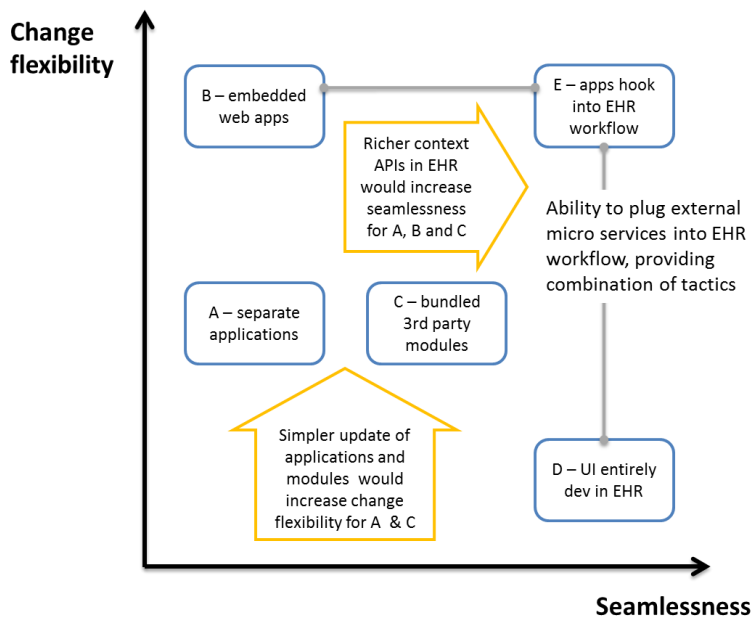 Change
flexibility
B – embedded
web apps
E – apps hook
into EHR
workflow
Richer context
APIs in EHR
would increase
seamlessness
for A, B and C
Ability to plug external
micro services into EHR
workflow, providing
combination of tactics
A – separate
applications
C – bundled
3rd party
modules
Simpler update of
applications and
modules would
increase change
flexibility for A & C
D – UI entirely
dev in EHR
Seamlessness